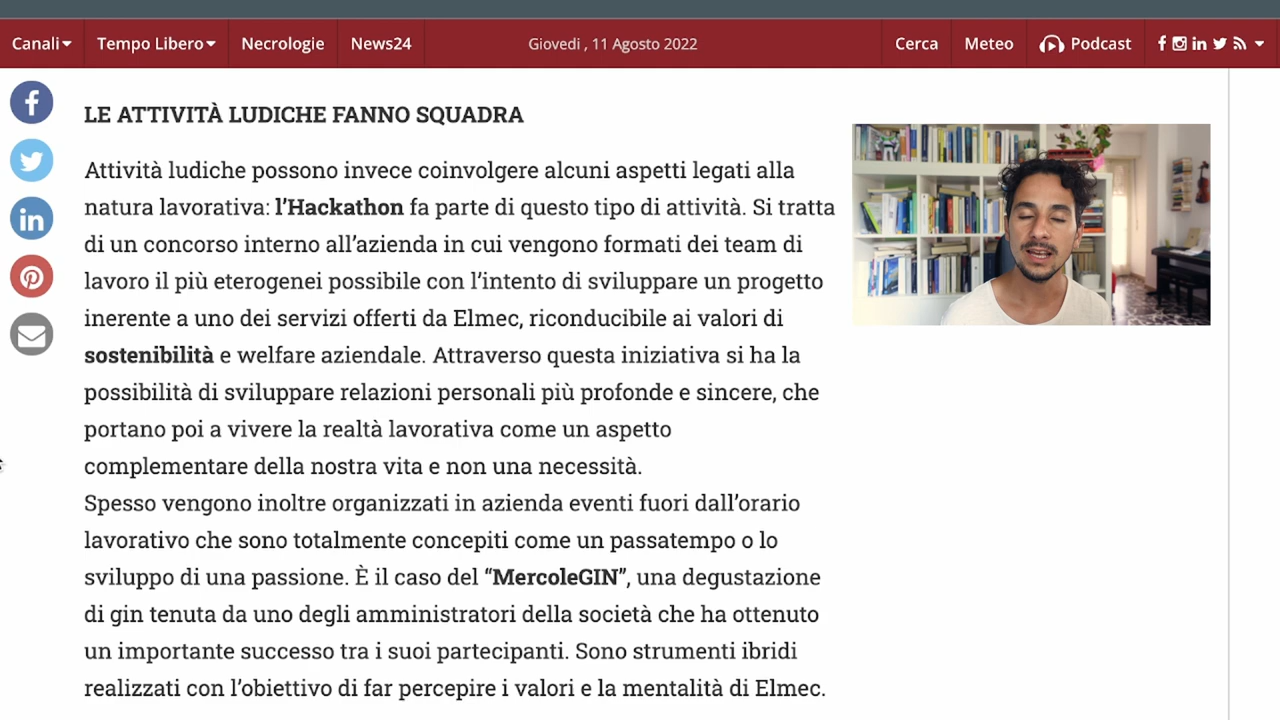 Canali Tempo Libero Necrologie News24 Giovedi , 11 Agosto 2022 Cerca Meteo Podcast
LE ATTIVITÀ LUDICHE FANNO SQUADRA
Attività ludiche possono invece coinvolgere alcuni aspetti legati alla
natura lavorativa: l’Hackathon fa parte di questo tipo di attività. Si tratta
di un concorso interno all’azienda in cui vengono formati dei team di
lavoro il più eterogenei possibile con l’intento di sviluppare un progetto
inerente a uno dei servizi offerti da Elmec, riconducibile ai valori di
sostenibilità e welfare aziendale. Attraverso questa iniziativa si ha la
possibilità di sviluppare relazioni personali più profonde e sincere, che
portano poi a vivere la realtà lavorativa come un aspetto
complementare della nostra vita e non una necessità.
Spesso vengono inoltre organizzati in azienda eventi fuori dall’orario
lavorativo che sono totalmente concepiti come un passatempo o lo
sviluppo di una passione. È il caso del “MercoleGIN”, una degustazione
di gin tenuta da uno degli amministratori della società che ha ottenuto
un importante successo tra i suoi partecipanti. Sono strumenti ibridi
realizzati con l’obiettivo di far percepire i valori e la mentalità di Elmec.